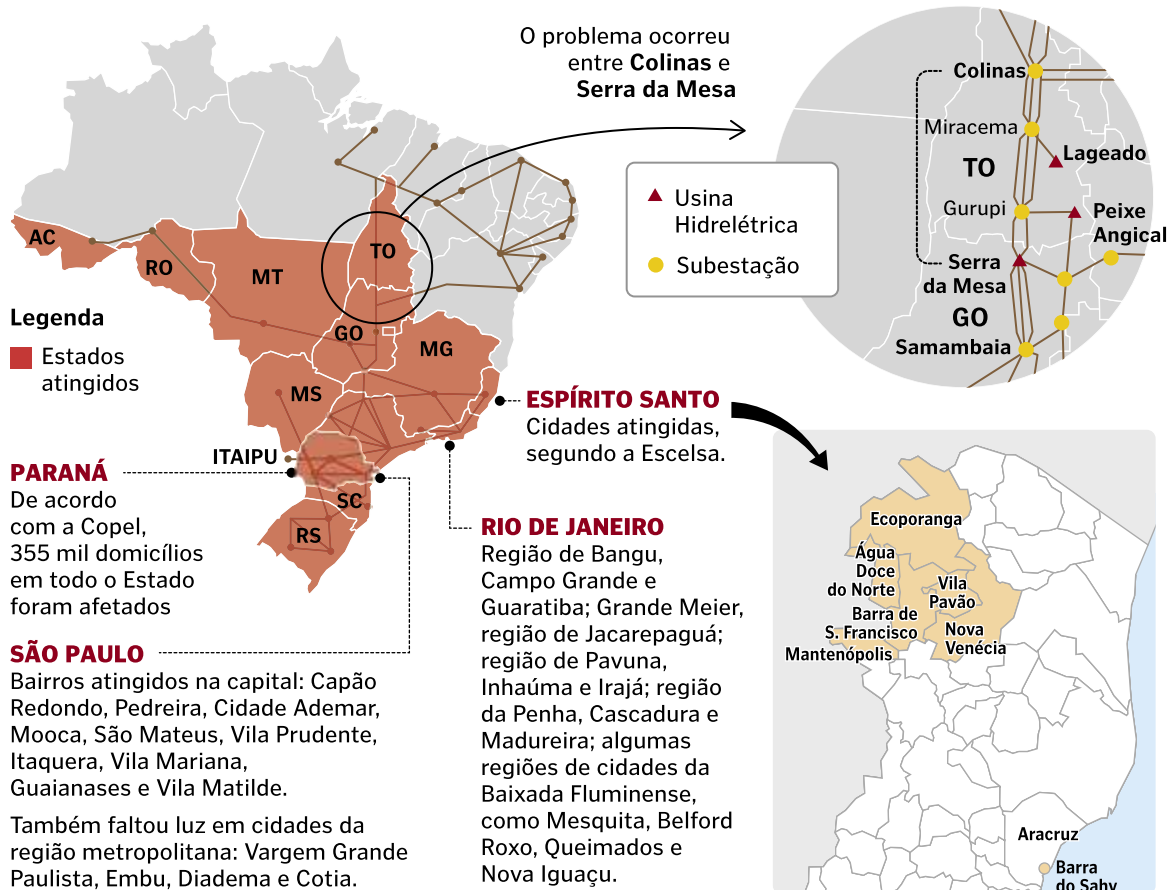 O problema ocorreu
entre Colinas e
Serra da Mesa
Colinas
Miracema
Lageado
TO
Gurupi
Peixe
Angical
Serra
da Mesa
GO
Samambaia
Usina
Hidrelétrica
Subestação
AC
RO
MT
TO
GO
MG
MS
SC
RS
Legenda
Estados
atingidos
ITAIPU
ESPÍRITO SANTO
Cidades atingidas,
segundo a Escelsa.
PARANÁ
De acordo
com a Copel,
355 mil domicílios
em todo o Estado
foram afetados
RIO DE JANEIRO
Região de Bangu,
Campo Grande e
Guaratiba; Grande Meier,
região de Jacarepaguá;
região de Pavuna,
Inhaúma e Irajá; região
da Penha, Cascadura e
Madureira; algumas
regiões de cidades da
Baixada Fluminense,
como Mesquita, Belford
Roxo, Queimados e
Nova Iguaçu.
SÃO PAULO
Bairros atingidos na capital: Capão
Redondo, Pedreira, Cidade Ademar,
Mooca, São Mateus, Vila Prudente,
Itaquera, Vila Mariana,
Guaianases e Vila Matilde.
Também faltou luz em cidades da
região metropolitana: Vargem Grande
Paulista, Embu, Diadema e Cotia.
Ecoporanga
Água
Doce
do Norte
Vila
Pavão
Barra de
S. Francisco
Nova
Venécia
Mantenópolis
Aracruz
Barra
do Sahy